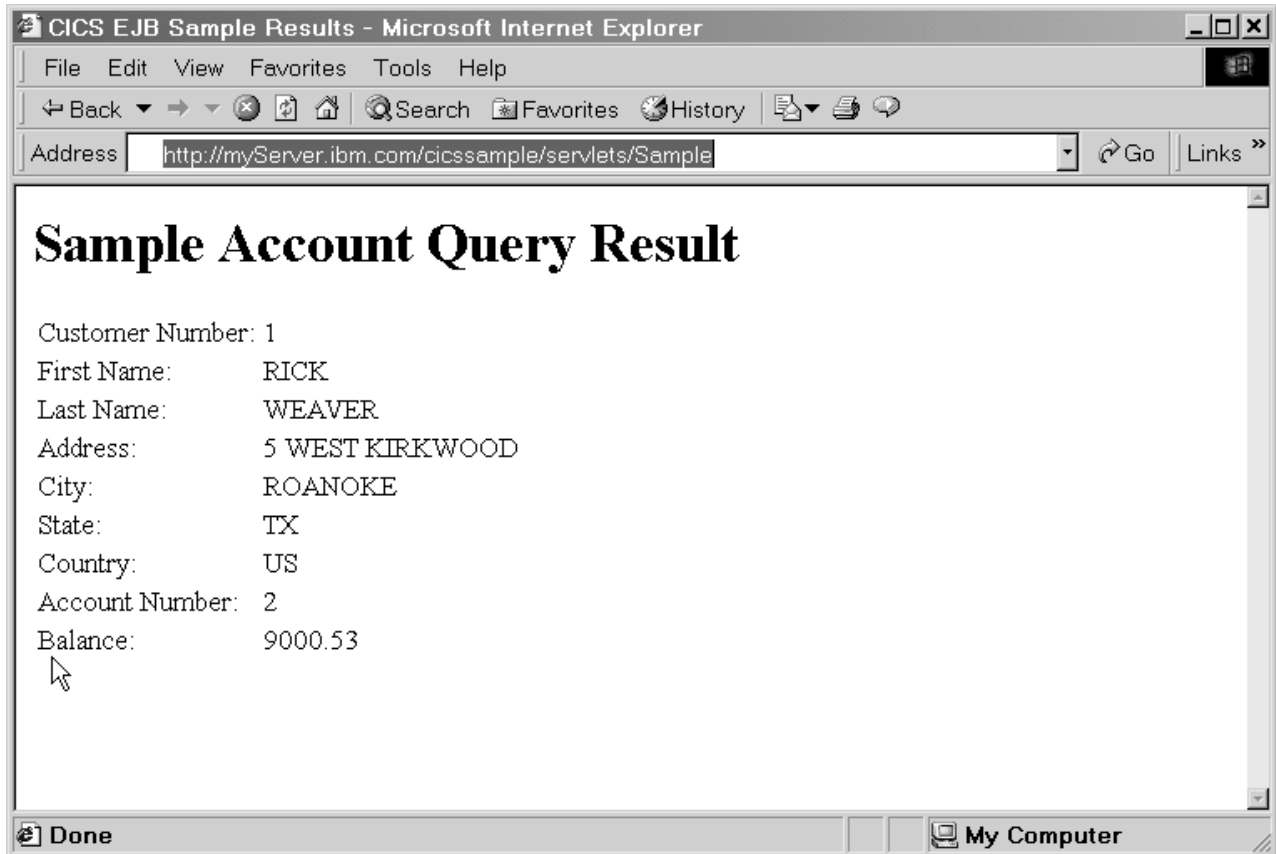 CICS EJB Sample Results - Microsoft Internet Explorer
File Edit View Favorites Tools Help
Back Search Favorites History
Address http://myServer.ibm.com/cicssample/servlets/Sample Go Links »
Sample Account Query Result
Customer Number: 1
First Name: RICK
Last Name: WEAVER
Address: 5 WEST KIRKWOOD
City: ROANOKE
State: TX
Country: US
Account Number: 2
Balance: 9000.53
Done My Computer